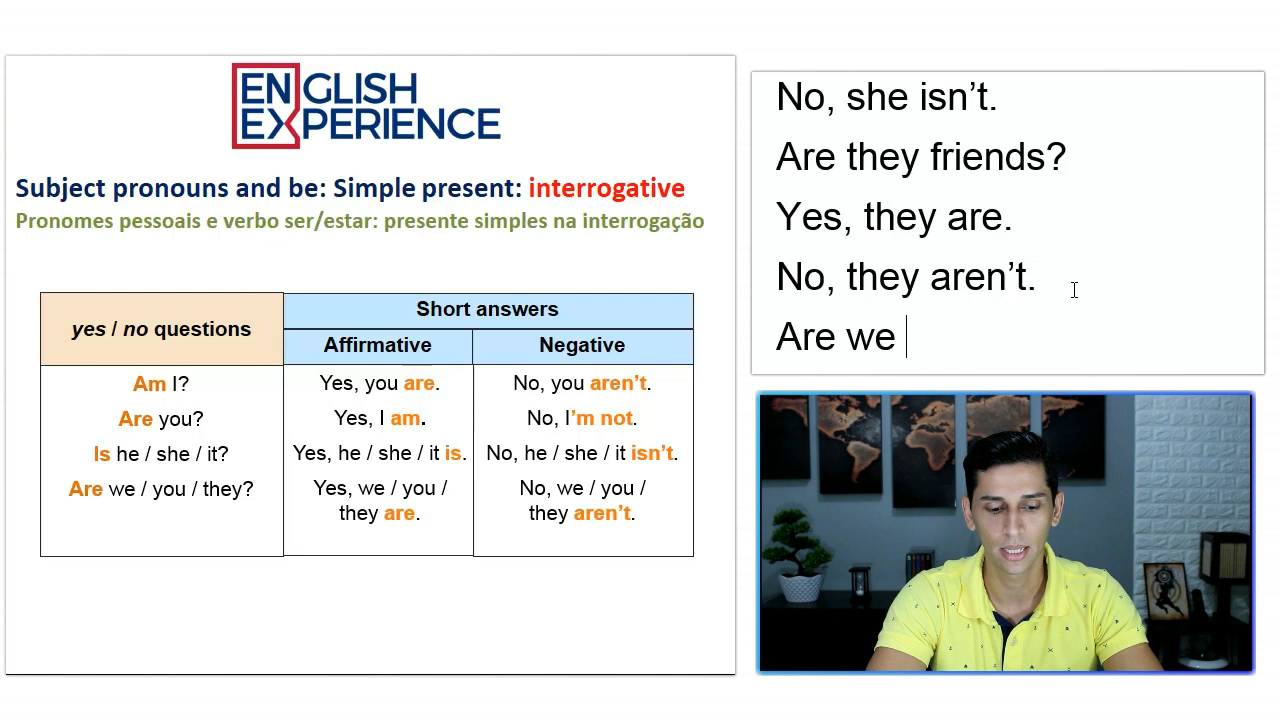 ENGLISH
EXPERIENCE
Subject pronouns and be: Simple present: interrogative
Pronomes pessoais e verbo ser/estar: presente simples na interrogação
yes / no questions
Short answers
Affirmative
Negative
Am I?
Yes, you are.
No, you aren’t.
Are you?
Yes, I am.
No, I’m not.
Is he / she / it?
Yes, he / she / it is.
No, he / she / it isn’t.
Are we / you / they?
Yes, we / you /
they are.
No, we / you /
they aren’t.
No, she isn’t.
Are they friends?
Yes, they are.
No, they aren’t.
Are we